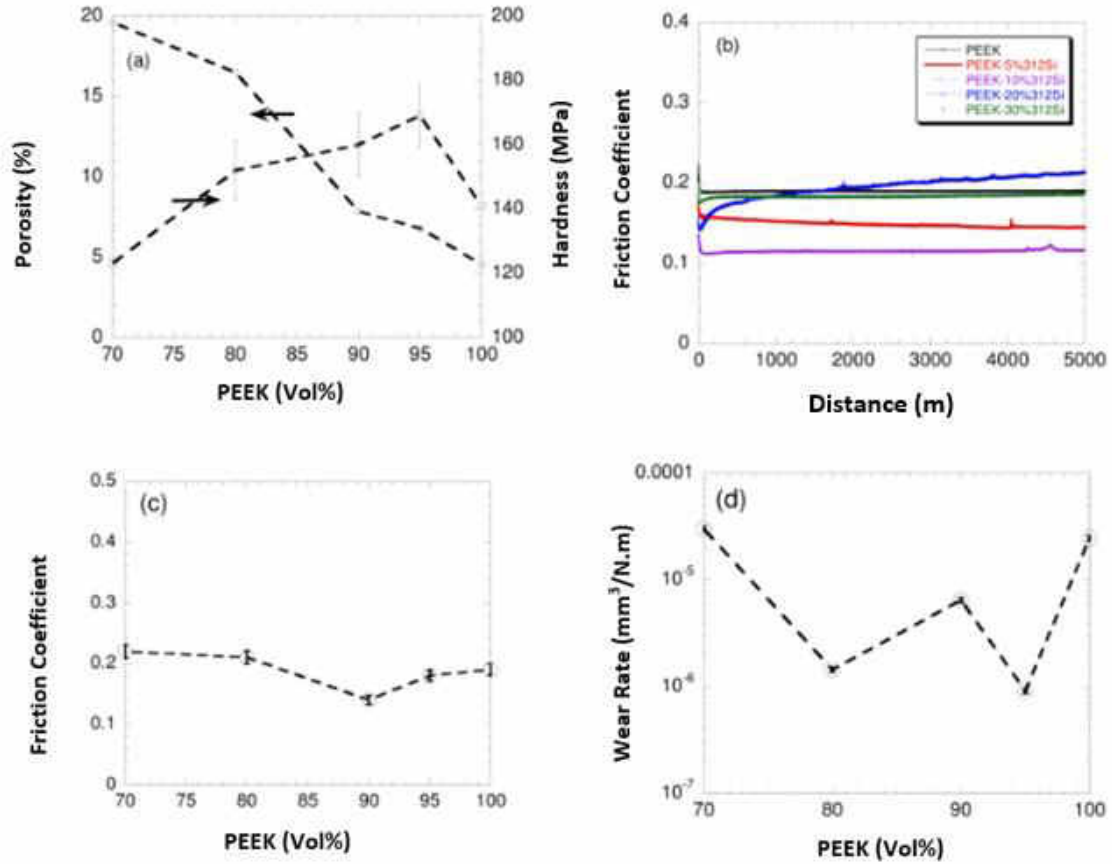 (a)
Porosity (%)
20
15
10
5
0
200
180
160
140
120
100
Hardness (MPa)
70 75 80 85 90 95 100
PEEK (Vol%)
(b)
Friction Coefficient
0.4
0.3
0.2
0.1
0
PEEK
PEEK-5%312Si
PEEK-10%312Si
PEEK-20%312Si
PEEK-30%312Si
0 1000 2000 3000 4000 5000
Distance (m)
(c)
Friction Coefficient
0.5
0.4
0.3
0.2
0.1
0
70 75 80 85 90 95 100
PEEK (Vol%)
(d)
Wear Rate (mm³/N.m)
0.0001
10⁻⁵
10⁻⁶
10⁻⁷
70 80 90 100
PEEK (Vol%)